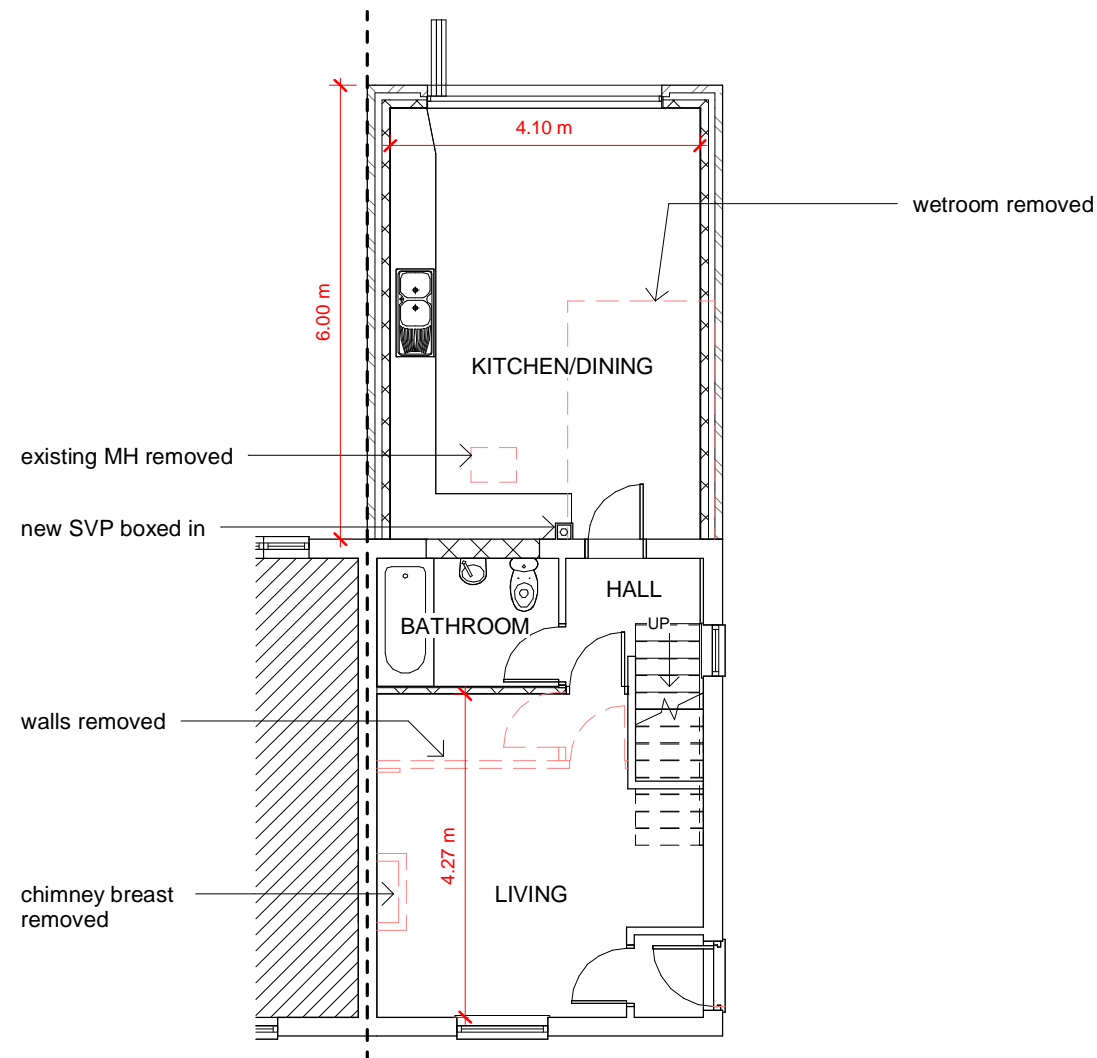 4.10 m
wetroom removed
6.00 m
KITCHEN/DINING
existing MH removed
new SVP boxed in
HALL
BATHROOM
UP
walls removed
4.27 m
chimney breast
removed
LIVING